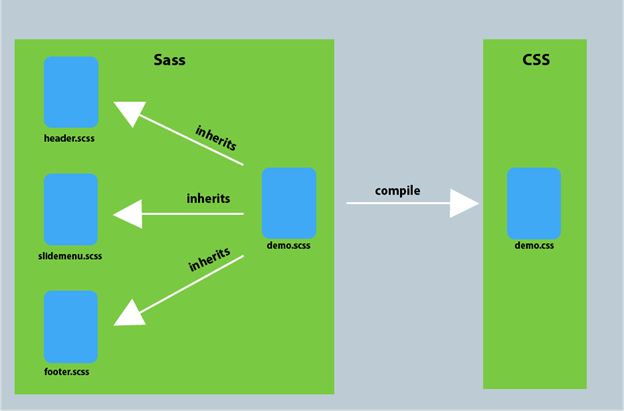 Sass
CSS
header.scss
inherits
slidemenu.scss
inherits
demo.scss
compile
demo.css
inherits
footer.scss